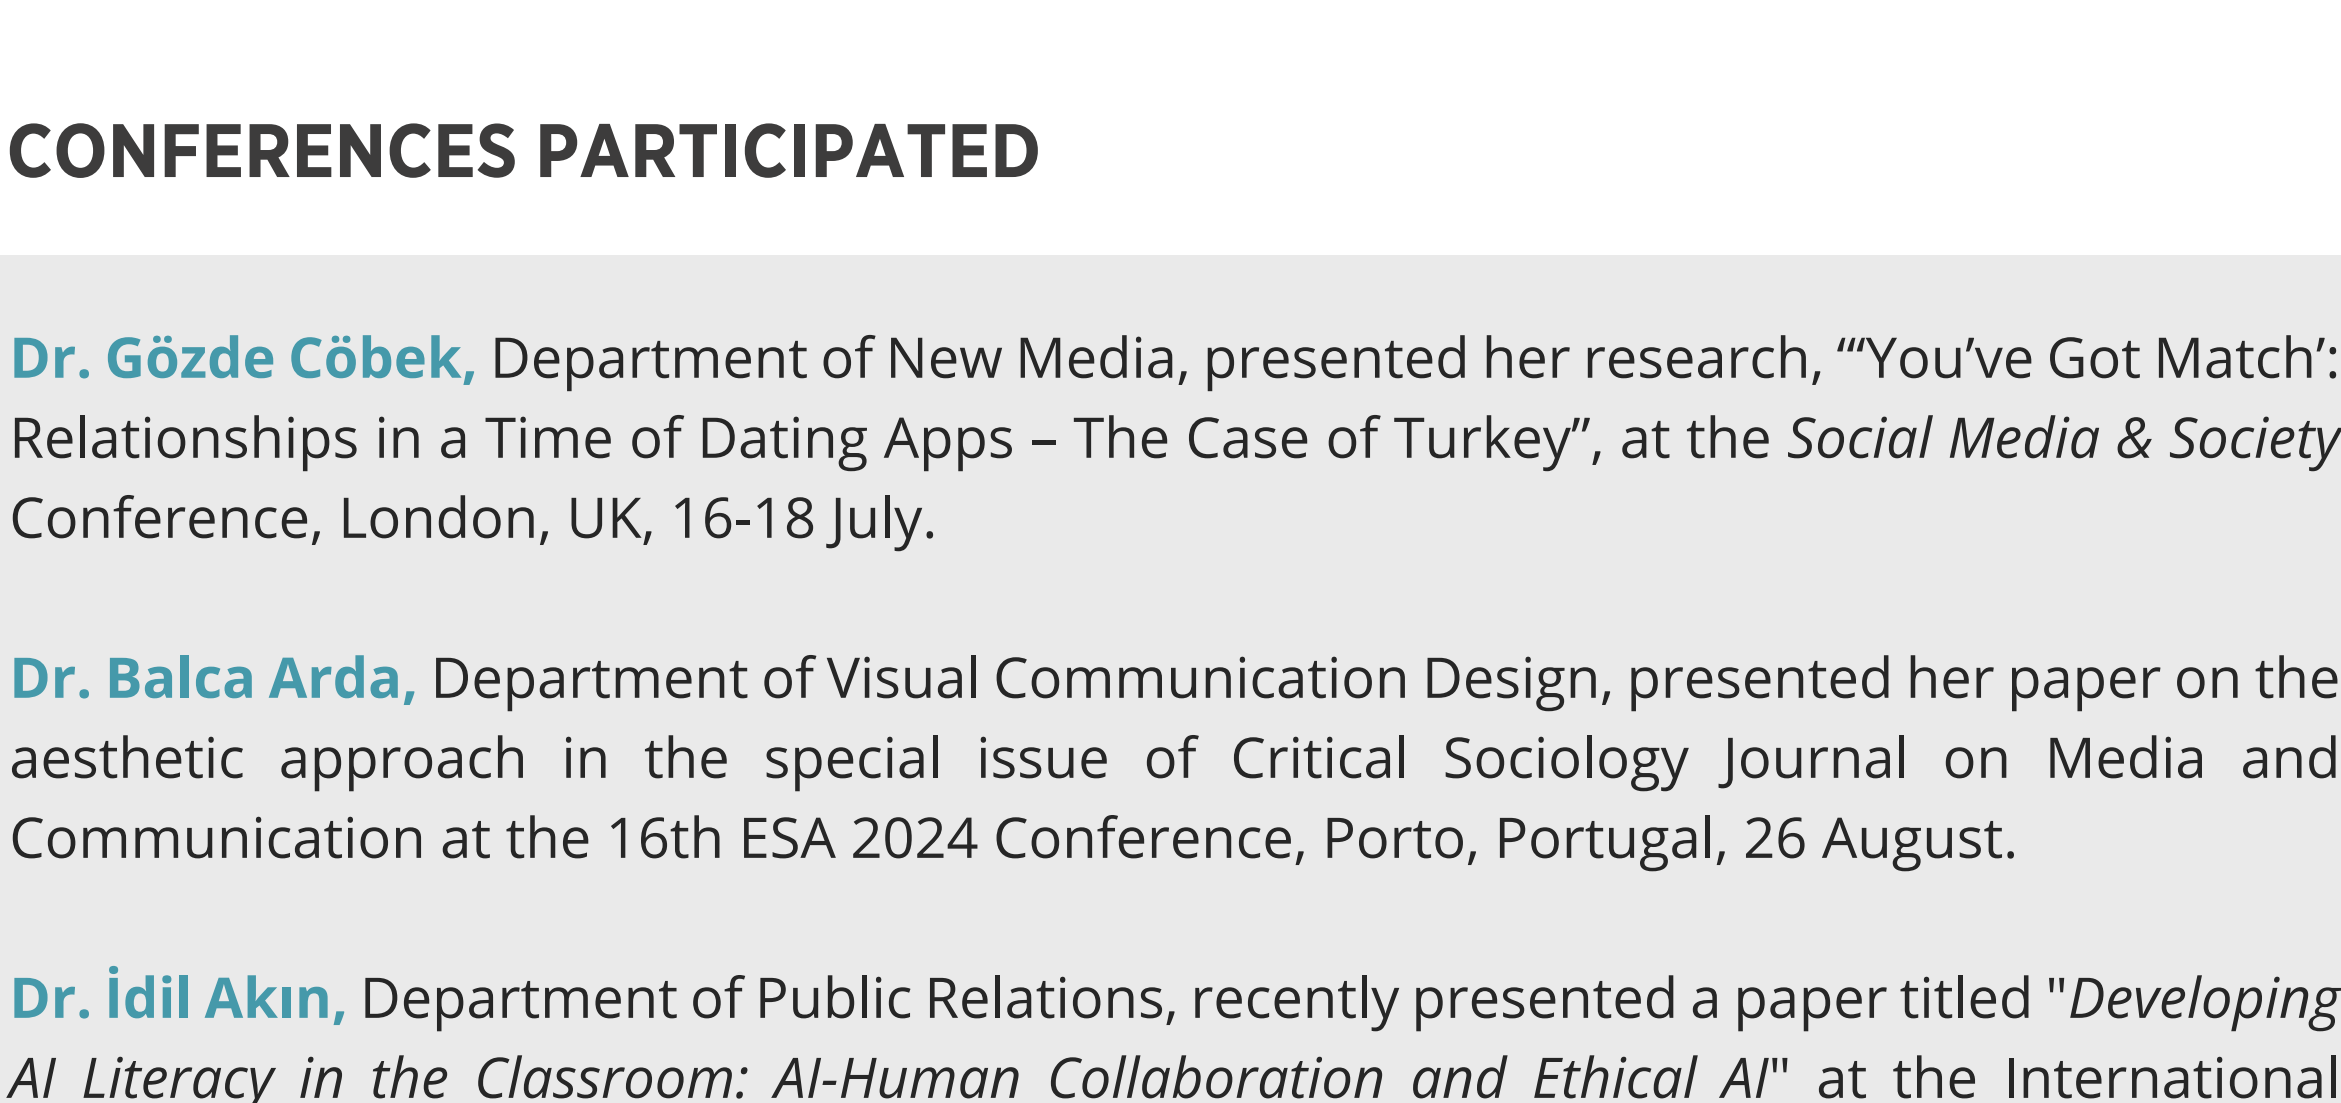 CONFERENCES PARTICIPATED
Dr. Gözde Cöbek, Department of New Media, presented her research, “‘You’ve Got Match’:
Relationships in a Time of Dating Apps – The Case of Turkey”, at the Social Media & Society
Conference, London, UK, 16-18 July.
Dr. Balca Arda, Department of Visual Communication Design, presented her paper on the
aesthetic approach in the special issue of Critical Sociology Journal on Media and
Communication at the 16th ESA 2024 Conference, Porto, Portugal, 26 August.
Dr. İdil Akın, Department of Public Relations, recently presented a paper titled "Developing
AI Literacy in the Classroom: AI-Human Collaboration and Ethical AI" at the International